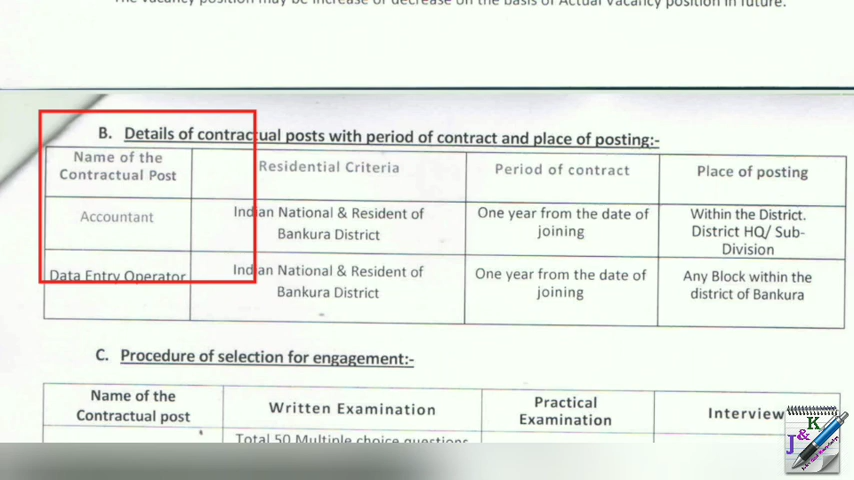 The vacancy position may be increase or decrease on the basis of Actual vacancy position in future.
B. Details of contractual posts with period of contract and place of posting:-
Name of the Contractual Post
Residential Criteria
Period of contract
Place of posting
Accountant
Indian National & Resident of
Bankura District
One year from the date of
joining
Within the District.
District HQ/ Sub-
Division
Data Entry Operator
Indian National & Resident of
Bankura District
One year from the date of
joining
Any Block within the
district of Bankura
C. Procedure of selection for engagement:-
Name of the
Contractual post
Written Examination
Practical
Examination
Interview
Total 50 Multiple choice questions
J&K